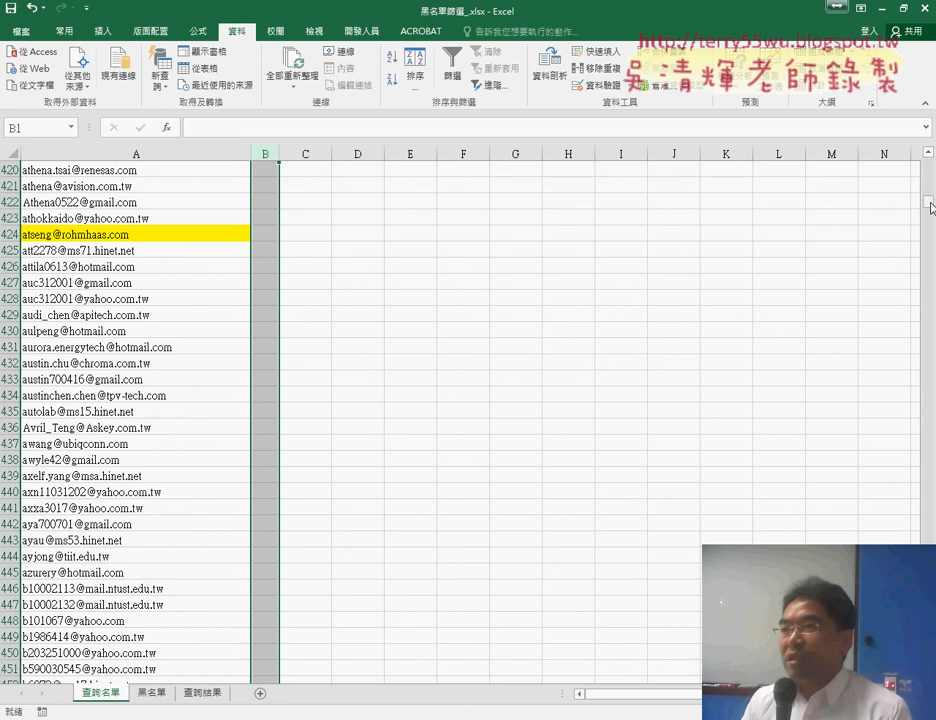 黑名單篩選_.xlsx - Excel
檔案 常用 插入 版面配置 公式 資料 校閱 檢視 開發人員 ACROBAT 告訴我您想要執行的動作... 登入 共用
http://terry55wu.blogspot.tw
吳清輝老師錄製
從 Access
從 Web
從文字檔
從其他來源
現有連線
取得外部資料
新查詢
顯示窗格
從表格
最近使用的來源
取得及轉換
全部重新整理
連線
內容
編輯連結
連線
排序
篩選
清除
重新套用
進階...
排序與篩選
資料剖析
快速填入
移除重複
資料驗證
資料工具
預測
大綱
B1
fx
A B C D E F G H I J K L M N
420 athena.tsai@renesas.com
421 athena@avision.com.tw
422 Athena0522@gmail.com
423 athokkaido@yahoo.com.tw
424 atseng@rohmhaas.com
425 att2278@ms71.hinet.net
426 attila0613@hotmail.com
427 auc312001@gmail.com
428 auc312001@yahoo.com.tw
429 audi_chen@apitech.com.tw
430 aulpeng@hotmail.com
431 aurora.energytech@hotmail.com
432 austin.chu@chroma.com.tw
433 austin700416@gmail.com
434 austinchen.chen@tpv-tech.com
435 autolab@ms15.hinet.net
436 Avril_Teng@Askey.com.tw
437 awang@ubiqconn.com
438 awyle42@gmail.com
439 axelf.yang@msa.hinet.net
440 axn11031202@yahoo.com.tw
441 axxa3017@yahoo.com.tw
442 aya700701@gmail.com
443 ayau@ms53.hinet.net
444 ayjong@tiit.edu.tw
445 azurery@hotmail.com
446 b10002113@mail.ntust.edu.tw
447 b10002132@mail.ntust.edu.tw
448 b101067@yahoo.com
449 b1986414@yahoo.com.tw
450 b203251000@yahoo.com.tw
451 b590030545@yahoo.com.tw
查詢名單 黑名單 查詢結果
就緒